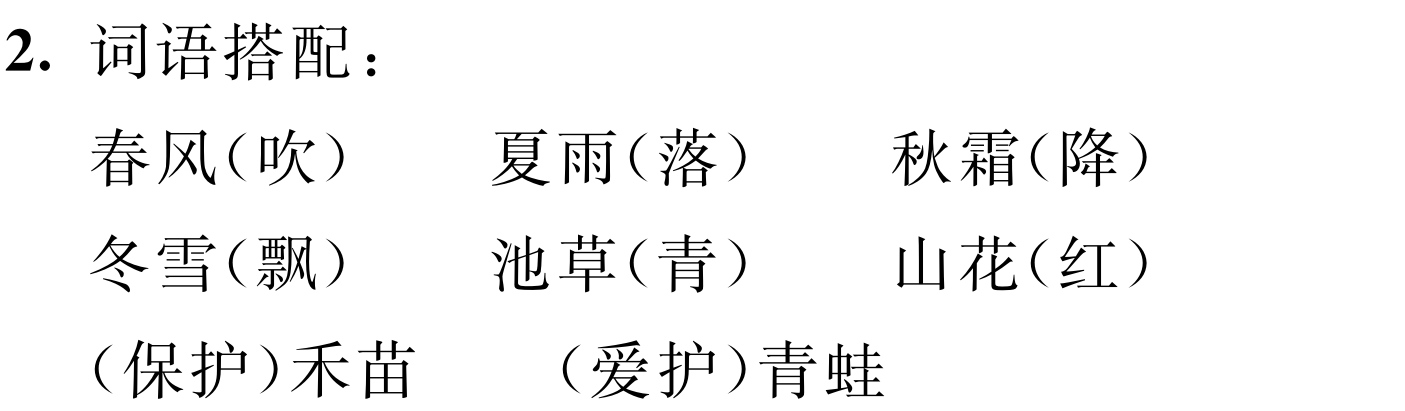 2. 词语搭配：
春风（吹） 夏雨（落） 秋霜（降）
冬雪（飘） 池草（青） 山花（红）
（保护）禾苗 （爱护）青蛙